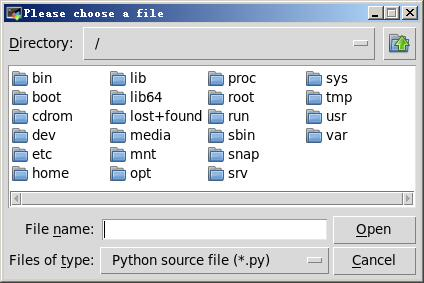 Please choose a file
Directory: /
bin lib proc sys
boot lib64 root tmp
cdrom lost+found run usr
dev media sbin var
etc mnt snap
home opt srv
File name: Open
Files of type: Python source file (*.py) Cancel